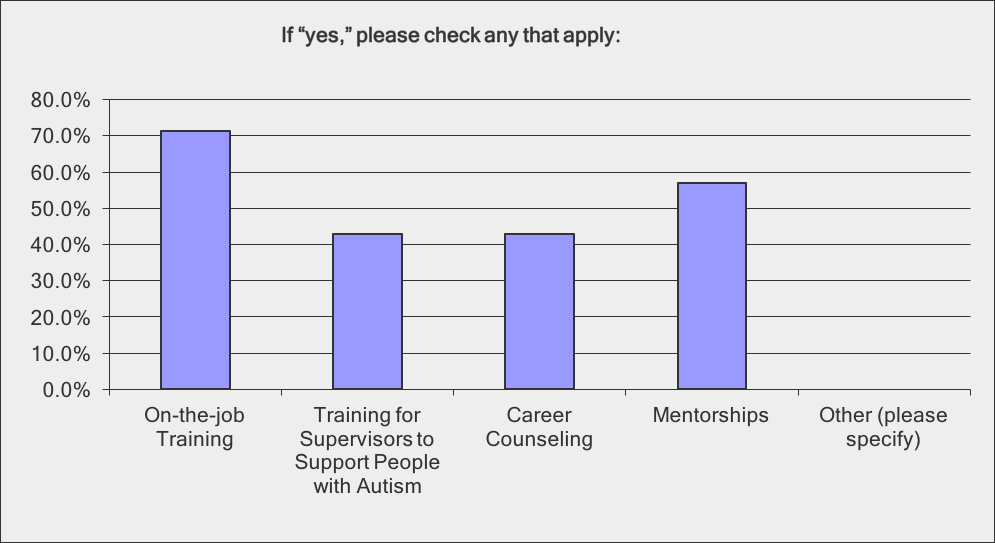 If “yes,” please check any that apply:
80.0%
70.0%
60.0%
50.0%
40.0%
30.0%
20.0%
10.0%
0.0%
On-the-job
Training
Training for
Supervisors to
Support People
with Autism
Career
Counseling
Mentorships
Other (please
specify)